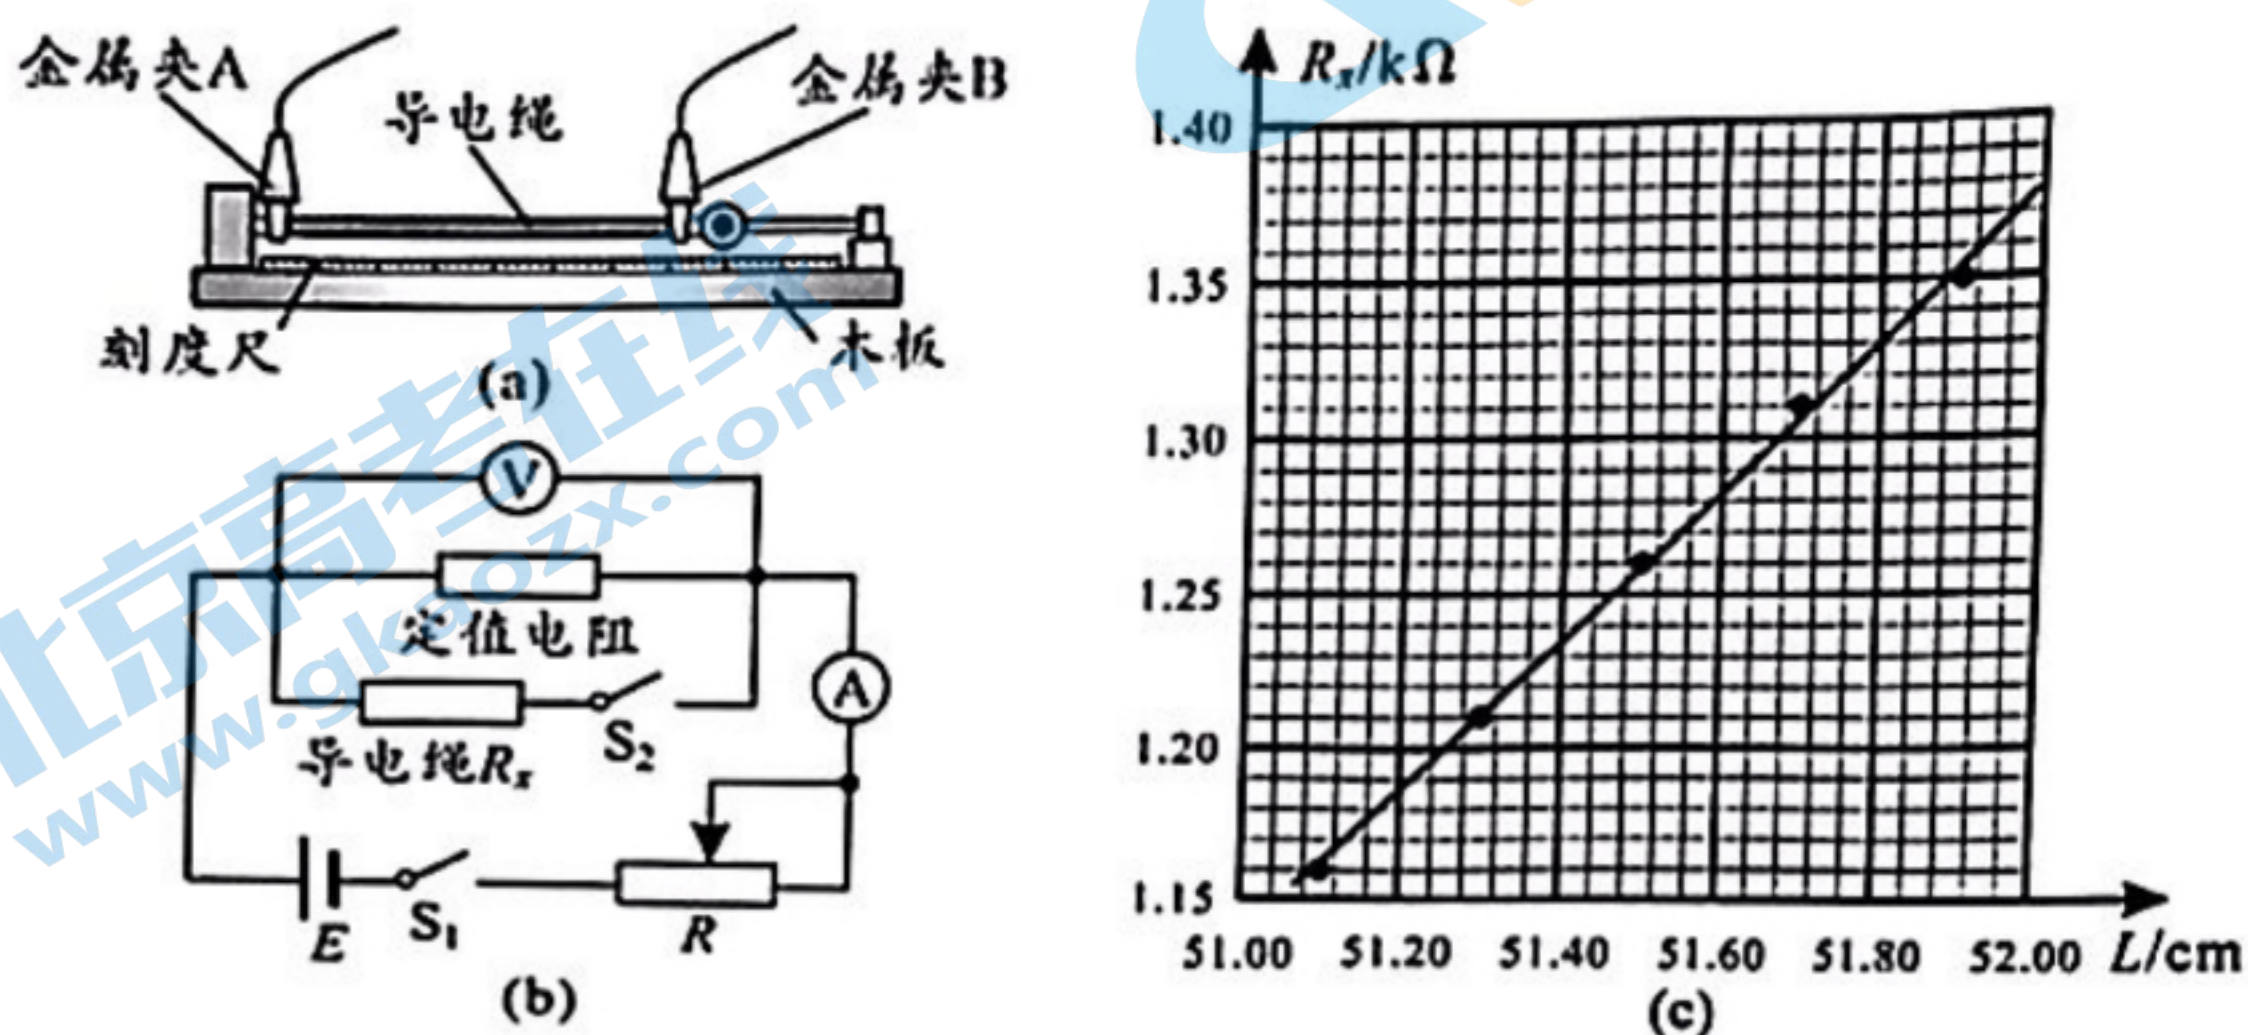 金属夹A
导电绳
金属夹B
刻度尺
木板
(a)
V
定值电阻
A
导电绳Rₓ
S₂
E
S₁
R
(b)
Rₓ/kΩ
1.40
1.35
1.30
1.25
1.20
1.15
51.00 51.20 51.40 51.60 51.80 52.00 L/cm
(c)
北京高考在线
www.gkaozx.com